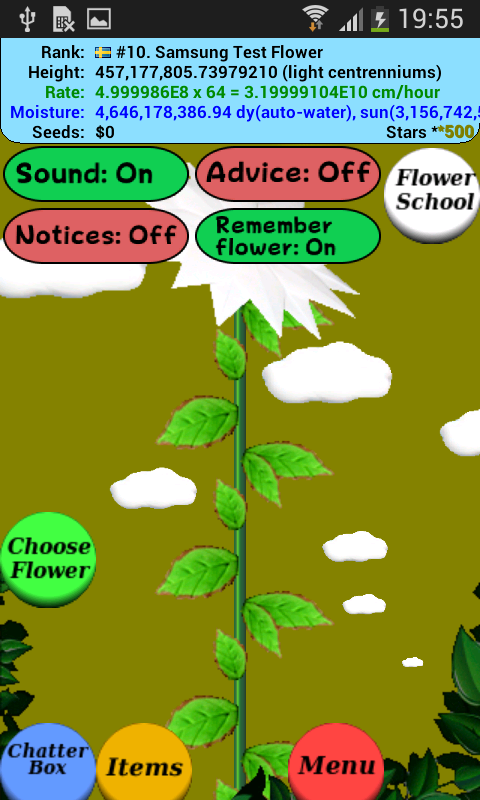 19:55
Rank: #10. Samsung Test Flower
Height: 457,177,805.73979210 (light centrenniums)
Rate: 4.999986E8 x 64 = 3.19999104E10 cm/hour
Moisture: 4,646,178,386.94 dy(auto-water), sun(3,156,742,5
Seeds: $0 Stars **500
Sound: On
Advice: Off
Flower
School
Notices: Off
Remember
flower: On
Choose
Flower
Chatter
Box
Items
Menu